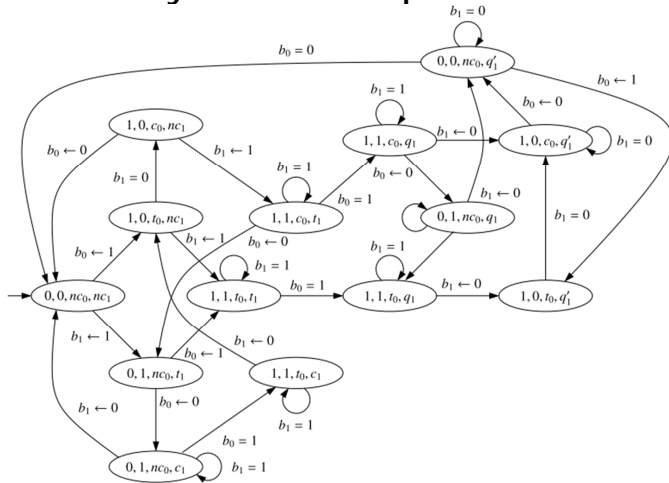 b₁ = 0
0, 0, nc₀, q₁′
b₀ = 0
b₀ ← 1
b₁ = 1
b₀ ← 0
1, 0, c₀, nc₁
1, 1, c₀, q₁
b₁ ← 0
1, 0, c₀, q₁′
b₁ = 0
b₀ ← 0
b₁ ← 1
b₀ ← 0
b₁ = 0
b₁ = 1
b₁ ← 0
1, 0, t₀, nc₁
1, 1, c₀, t₁
b₀ = 1
0, 1, nc₀, q₁
b₁ = 0
b₀ ← 1
b₁ ← 1
b₀ ← 0
b₁ = 1
b₁ = 1
0, 0, nc₀, nc₁
1, 1, t₀, t₁
b₀ = 1
1, 1, t₀, q₁
b₁ ← 0
1, 0, t₀, q₁′
b₁ ← 1
b₀ ← 1
b₁ ← 0
0, 1, nc₀, t₁
1, 1, t₀, c₁
b₁ ← 0
b₀ ← 0
b₁ = 1
b₀ = 1
0, 1, nc₀, c₁
b₁ = 1